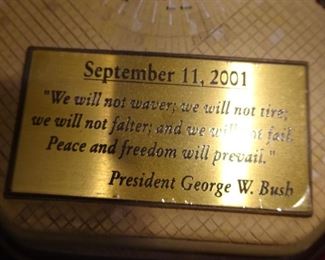 September 11, 2001
"We will not waver; we will not tire;
we will not falter; and we will not fail.
Peace and freedom will prevail."
President George W. Bush